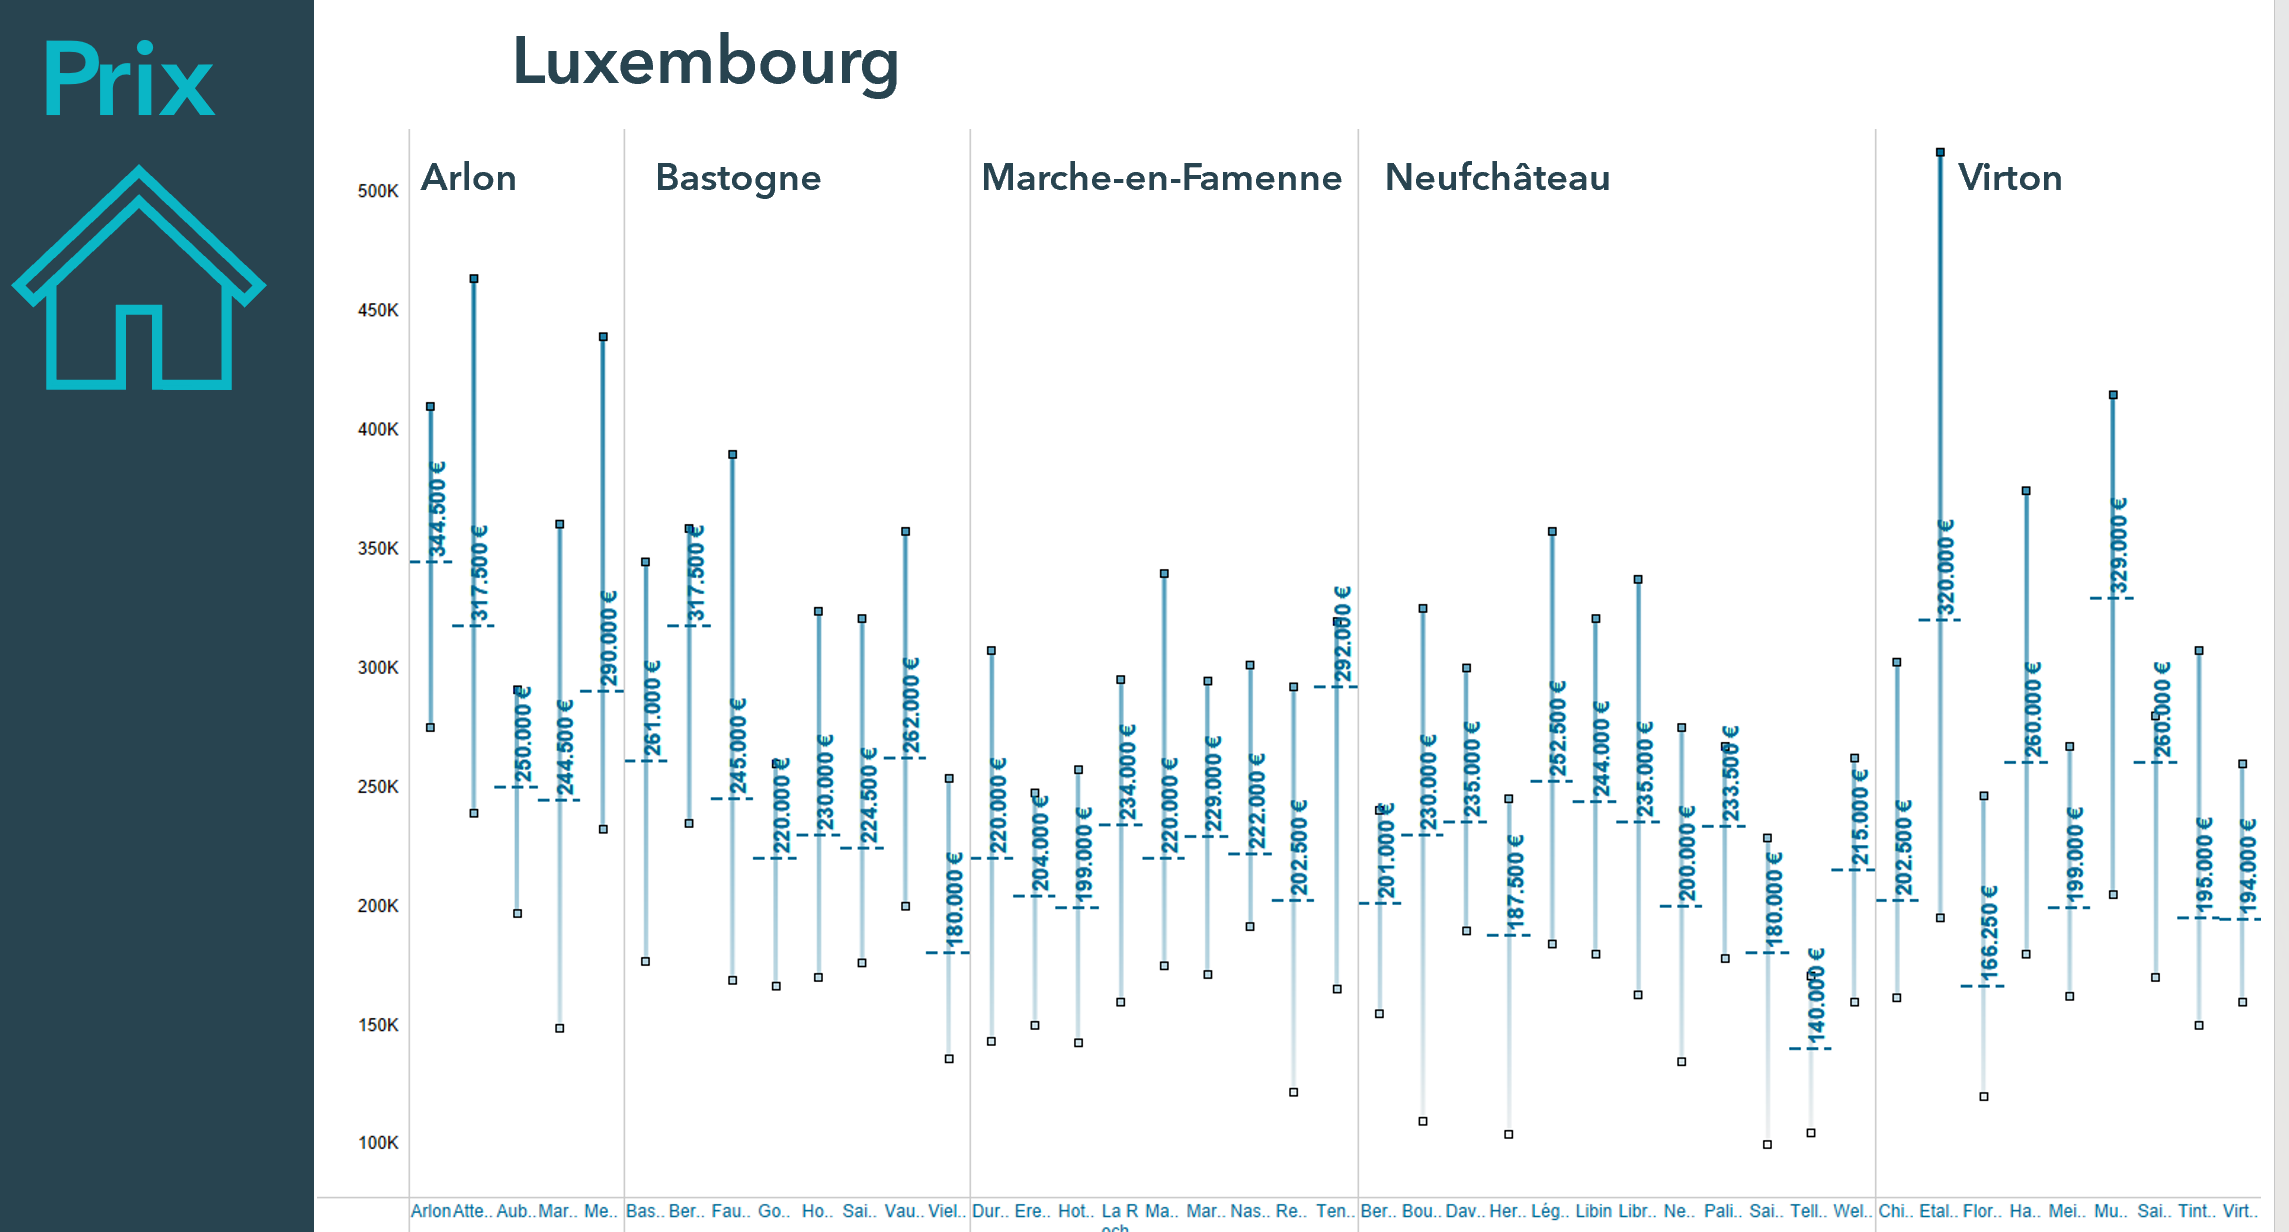 Prix
Luxembourg
Arlon
Bastogne
Marche-en-Famenne
Neufchâteau
Virton
500K
450K
400K
350K
300K
250K
200K
150K
100K
344.500 €
317.500 €
250.000 €
244.500 €
290.000 €
261.000 €
317.500 €
245.000 €
220.000 €
230.000 €
224.500 €
262.000 €
180.000 €
220.000 €
204.000 €
199.000 €
234.000 €
220.000 €
229.000 €
222.000 €
202.500 €
292.000 €
201.000 €
230.000 €
235.000 €
187.500 €
252.500 €
244.000 €
235.000 €
200.000 €
233.500 €
180.000 €
140.000 €
215.000 €
202.500 €
320.000 €
166.250 €
260.000 €
199.000 €
329.000 €
260.000 €
195.000 €
194.000 €
Arlon Atte.. Aub.. Mar.. Me.. Bas.. Ber.. Fau.. Go.. Ho.. Sai.. Vau.. Viel.. Dur.. Ere.. Hot.. La R Ma.. Mar.. Nas.. Re.. Ten.. Ber.. Bou.. Dav.. Her.. Lég.. Libin Libr.. Ne.. Pali.. Sai.. Tell.. Wel.. Chi.. Etal.. Flor.. Ha.. Mei.. Mu.. Sai.. Tint.. Virt..
och